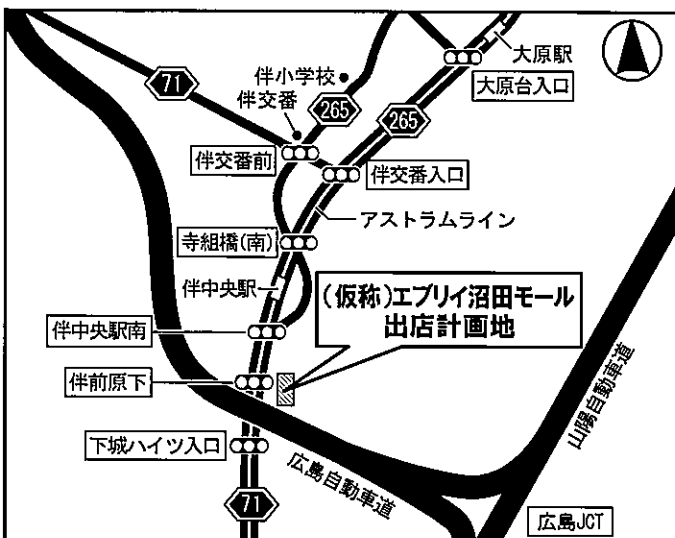 大原駅
大原台入口
71
伴小学校
伴交番
265
265
伴交番前
伴交番入口
アストラムライン
寺組橋(南)
伴中央駅
(仮称)エブリイ沼田モール
出店計画地
伴中央駅南
伴前原下
山陽自動車道
下城ハイツ入口
広島自動車道
71
広島JCT